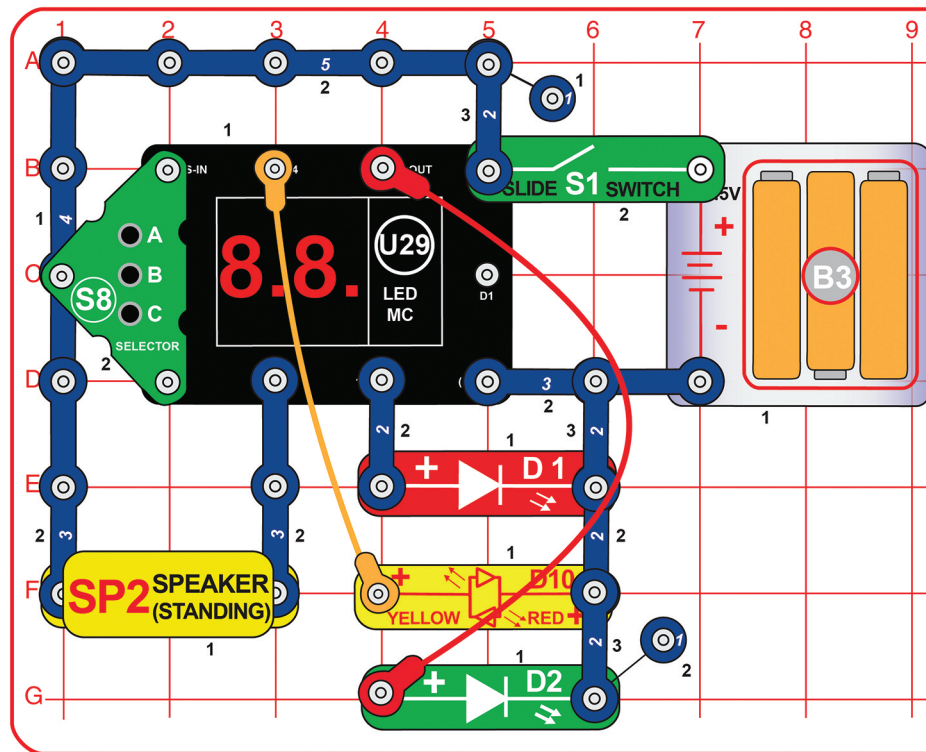 1 2 3 4 5 6 7 8 9
A
5
2
1
1
3
2
1
B
S-IN
4
OUT
SLIDE S1 SWITCH
2
.5V
+
1
4
A
B
C
S8
SELECTOR
2
8.8.
U29
LED
MC
D1
C
B3
-
D
3
2
1
2
2
1
3
2
E
+
D 1
2
3
3
2
2
2
1
F
SP2 SPEAKER
(STANDING)
1
+
D10
YELLOW
RED +
2
3
1
2
1
G
+
D2